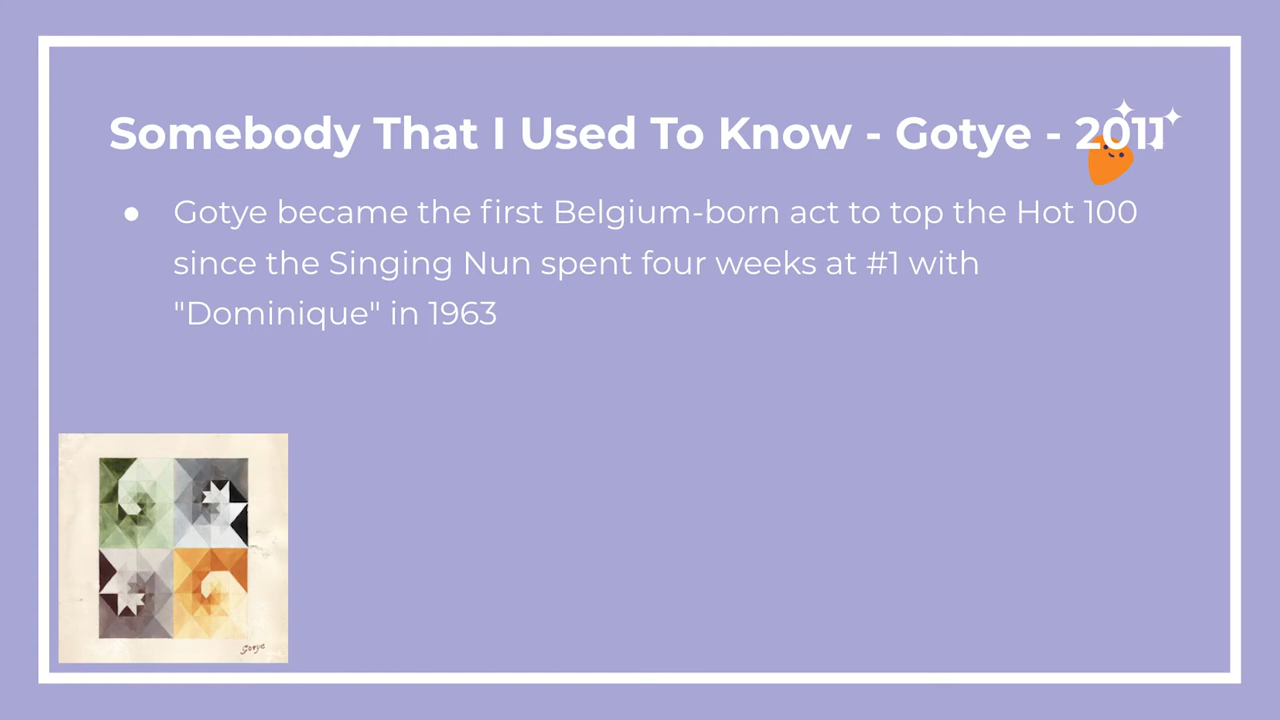 Somebody That I Used To Know - Gotye - 2011
● Gotye became the first Belgium-born act to top the Hot 100
since the Singing Nun spent four weeks at #1 with
"Dominique" in 1963
Gotye